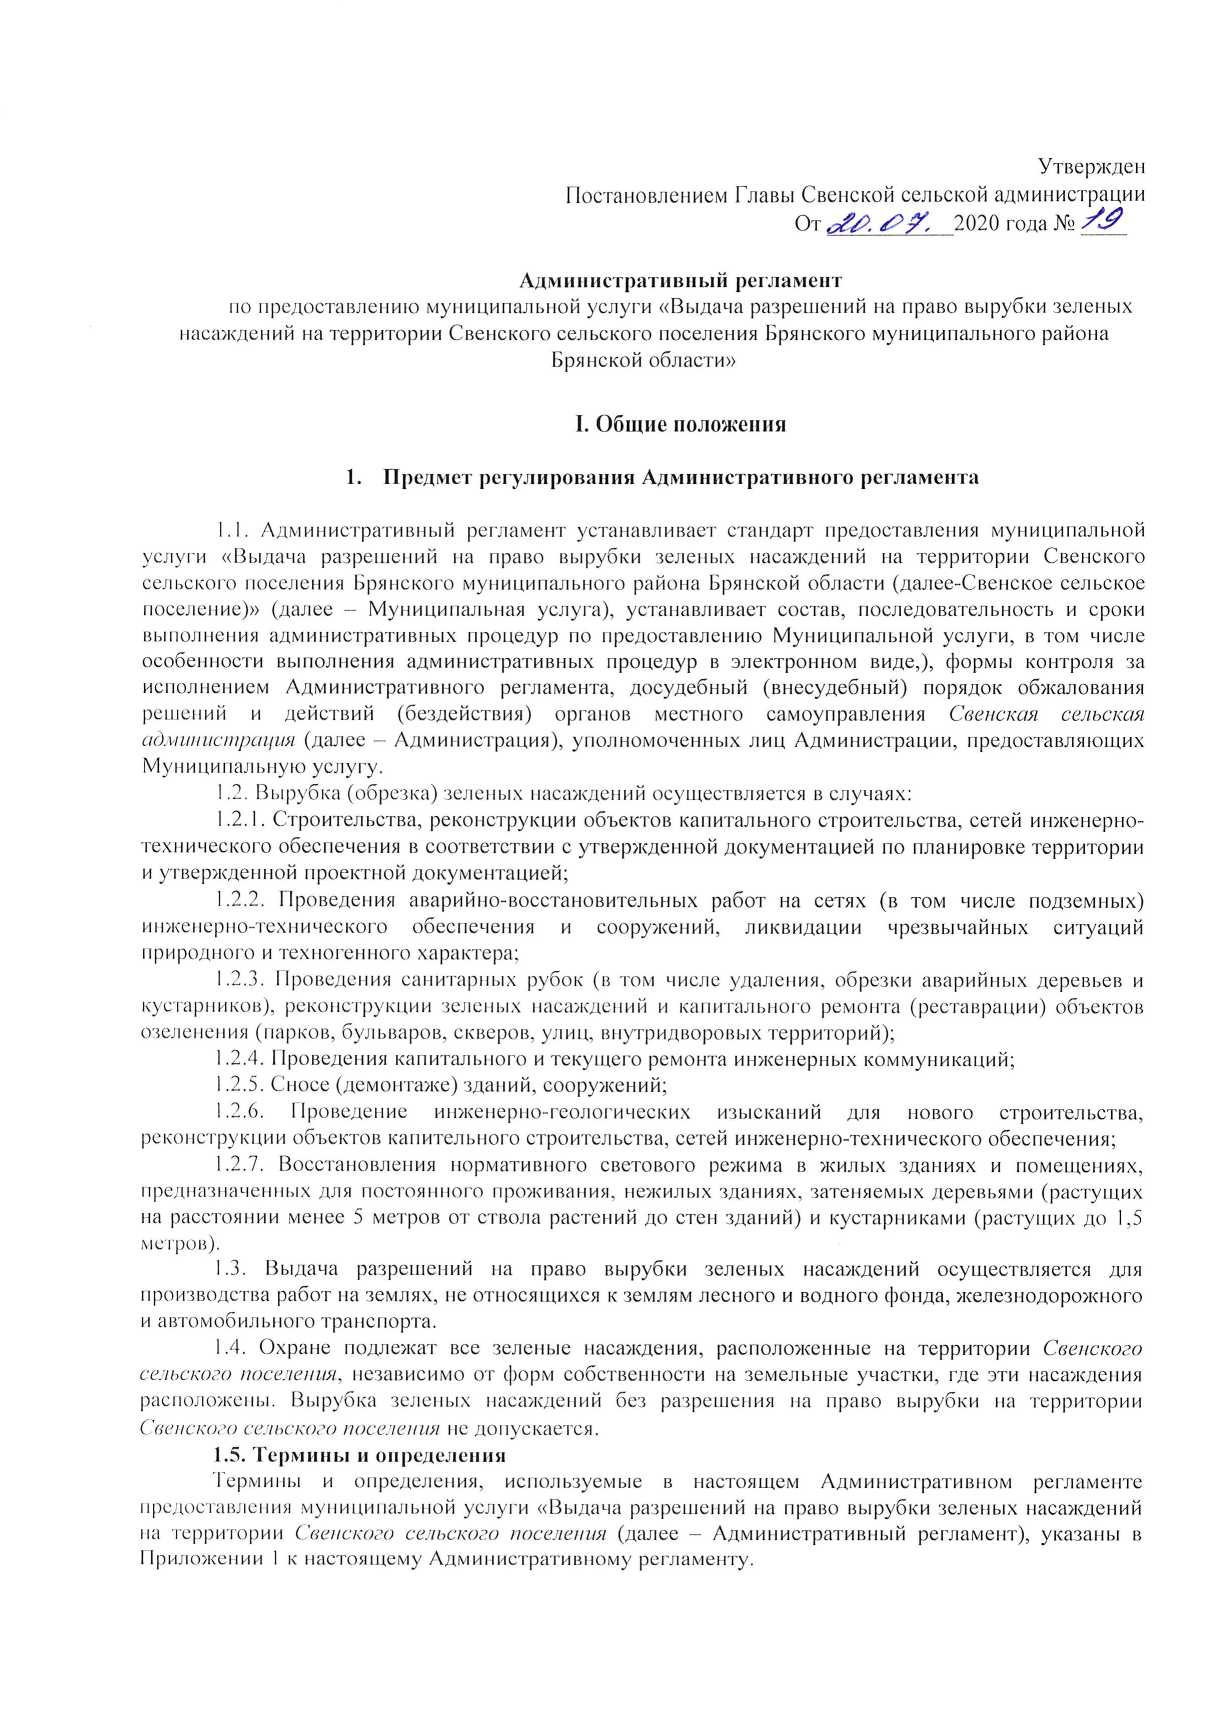 Утвержден
Постановлением Главы Свенской сельской администрации
От 20.07. 2020 года № 19
Административный регламент
по предоставлению муниципальной услуги «Выдача разрешений на право вырубки зеленых
насаждений на территории Свенского сельского поселения Брянского муниципального района
Брянской области»
I. Общие положения
1. Предмет регулирования Административного регламента
1.1. Административный регламент устанавливает стандарт предоставления муниципальной
услуги «Выдача разрешений на право вырубки зеленых насаждений на территории Свенского
сельского поселения Брянского муниципального района Брянской области (далее-Свенское сельское
поселение)» (далее – Муниципальная услуга), устанавливает состав, последовательность и сроки
выполнения административных процедур по предоставлению Муниципальной услуги, в том числе
особенности выполнения административных процедур в электронном виде,), формы контроля за
исполнением Административного регламента, досудебный (внесудебный) порядок обжалования
решений и действий (бездействия) органов местного самоуправления Свенская сельская
администрация (далее – Администрация), уполномоченных лиц Администрации, предоставляющих
Муниципальную услугу.
1.2. Вырубка (обрезка) зеленых насаждений осуществляется в случаях:
1.2.1. Строительства, реконструкции объектов капитального строительства, сетей инженерно-
технического обеспечения в соответствии с утвержденной документацией по планировке территории
и утвержденной проектной документацией;
1.2.2. Проведения аварийно-восстановительных работ на сетях (в том числе подземных)
инженерно-технического обеспечения и сооружений, ликвидации чрезвычайных ситуаций
природного и техногенного характера;
1.2.3. Проведения санитарных рубок (в том числе удаления, обрезки аварийных деревьев и
кустарников), реконструкции зеленых насаждений и капитального ремонта (реставрации) объектов
озеленения (парков, бульваров, скверов, улиц, внутридворовых территорий);
1.2.4. Проведения капитального и текущего ремонта инженерных коммуникаций;
1.2.5. Сносе (демонтаже) зданий, сооружений;
1.2.6. Проведение инженерно-геологических изысканий для нового строительства,
реконструкции объектов капительного строительства, сетей инженерно-технического обеспечения;
1.2.7. Восстановления нормативного светового режима в жилых зданиях и помещениях,
предназначенных для постоянного проживания, нежилых зданиях, затеняемых деревьями (растущих
на расстоянии менее 5 метров от ствола растений до стен зданий) и кустарниками (растущих до 1,5
метров).
1.3. Выдача разрешений на право вырубки зеленых насаждений осуществляется для
производства работ на землях, не относящихся к землям лесного и водного фонда, железнодорожного
и автомобильного транспорта.
1.4. Охране подлежат все зеленые насаждения, расположенные на территории Свенского
сельского поселения, независимо от форм собственности на земельные участки, где эти насаждения
расположены. Вырубка зеленых насаждений без разрешения на право вырубки на территории
Свенского сельского поселения не допускается.
1.5. Термины и определения
Термины и определения, используемые в настоящем Административном регламенте
предоставления муниципальной услуги «Выдача разрешений на право вырубки зеленых насаждений
на территории Свенского сельского поселения (далее – Административный регламент), указаны в
Приложении 1 к настоящему Административному регламенту.